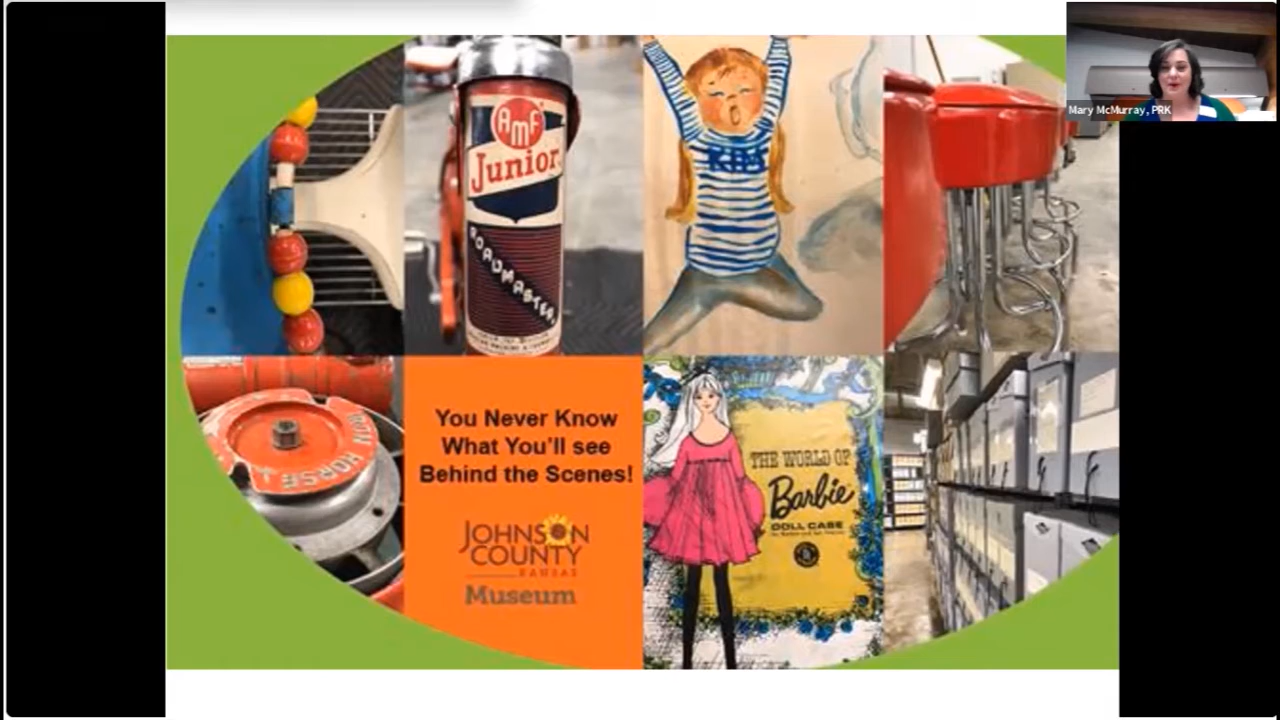 Mary McMurray, PRK
AMF
Junior
ROADMASTER
KIM
IRON HORSE
You Never Know
What You'll see
Behind the Scenes!
JOHNSON
COUNTY
KANSAS
Museum
THE WORLD OF
Barbie
DOLL CASE